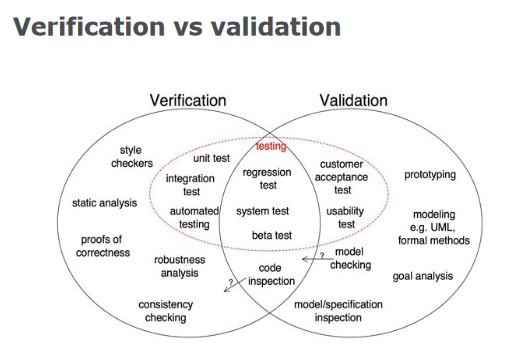 Verification vs validation
Verification
Validation
testing
style
checkers
unit test
regression
test
customer
acceptance
test
prototyping
integration
test
static analysis
automated
testing
system test
usability
test
modeling
e.g. UML,
formal methods
beta test
proofs of
correctness
robustness
analysis
code
inspection
?
?
model
checking
goal analysis
consistency
checking
model/specification
inspection